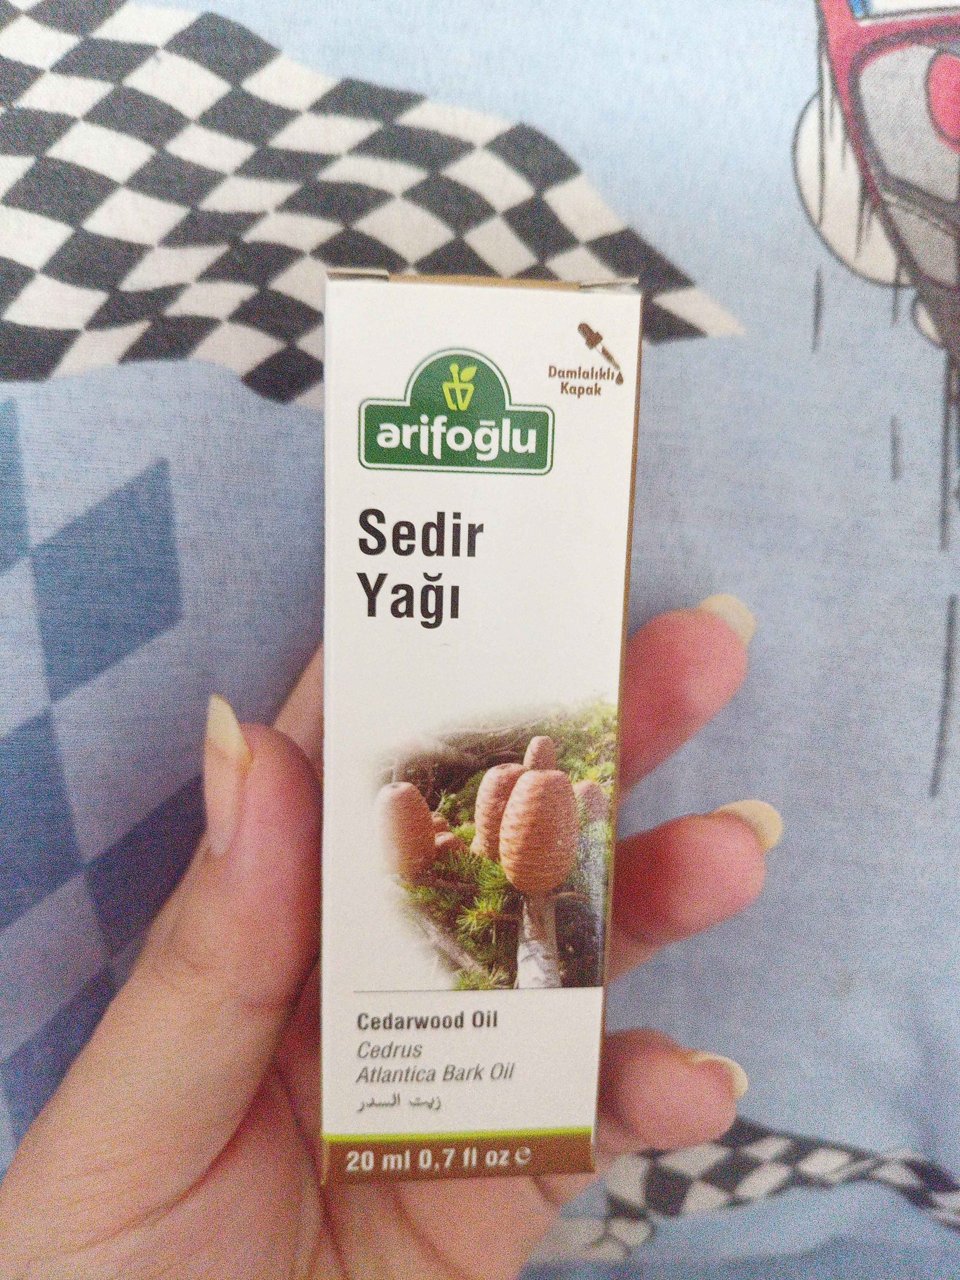 Damlalıklı
Kapak
arifoğlu
Sedir
Yağı
Cedarwood Oil
Cedrus
Atlantica Bark Oil
زيت السدر
20 ml 0,7 fl oz ℮